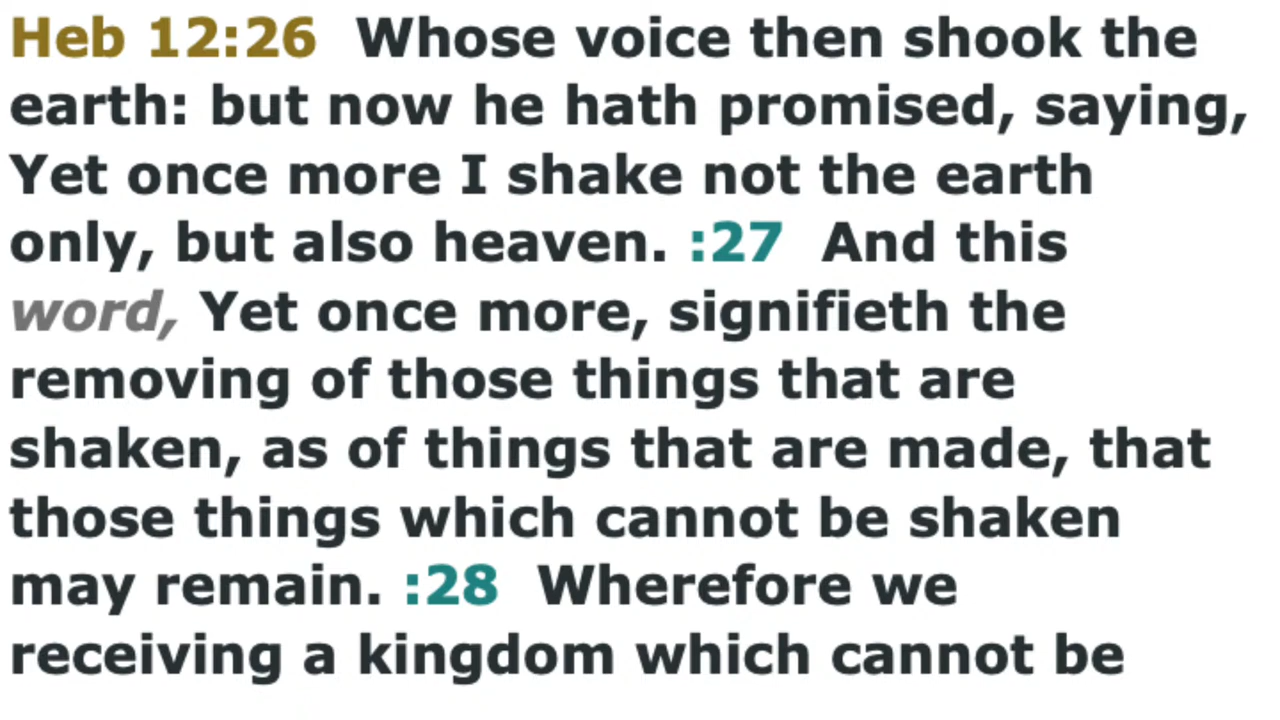 Heb 12:26 Whose voice then shook the
earth: but now he hath promised, saying,
Yet once more I shake not the earth
only, but also heaven. :27 And this
word, Yet once more, signifieth the
removing of those things that are
shaken, as of things that are made, that
those things which cannot be shaken
may remain. :28 Wherefore we
receiving a kingdom which cannot be